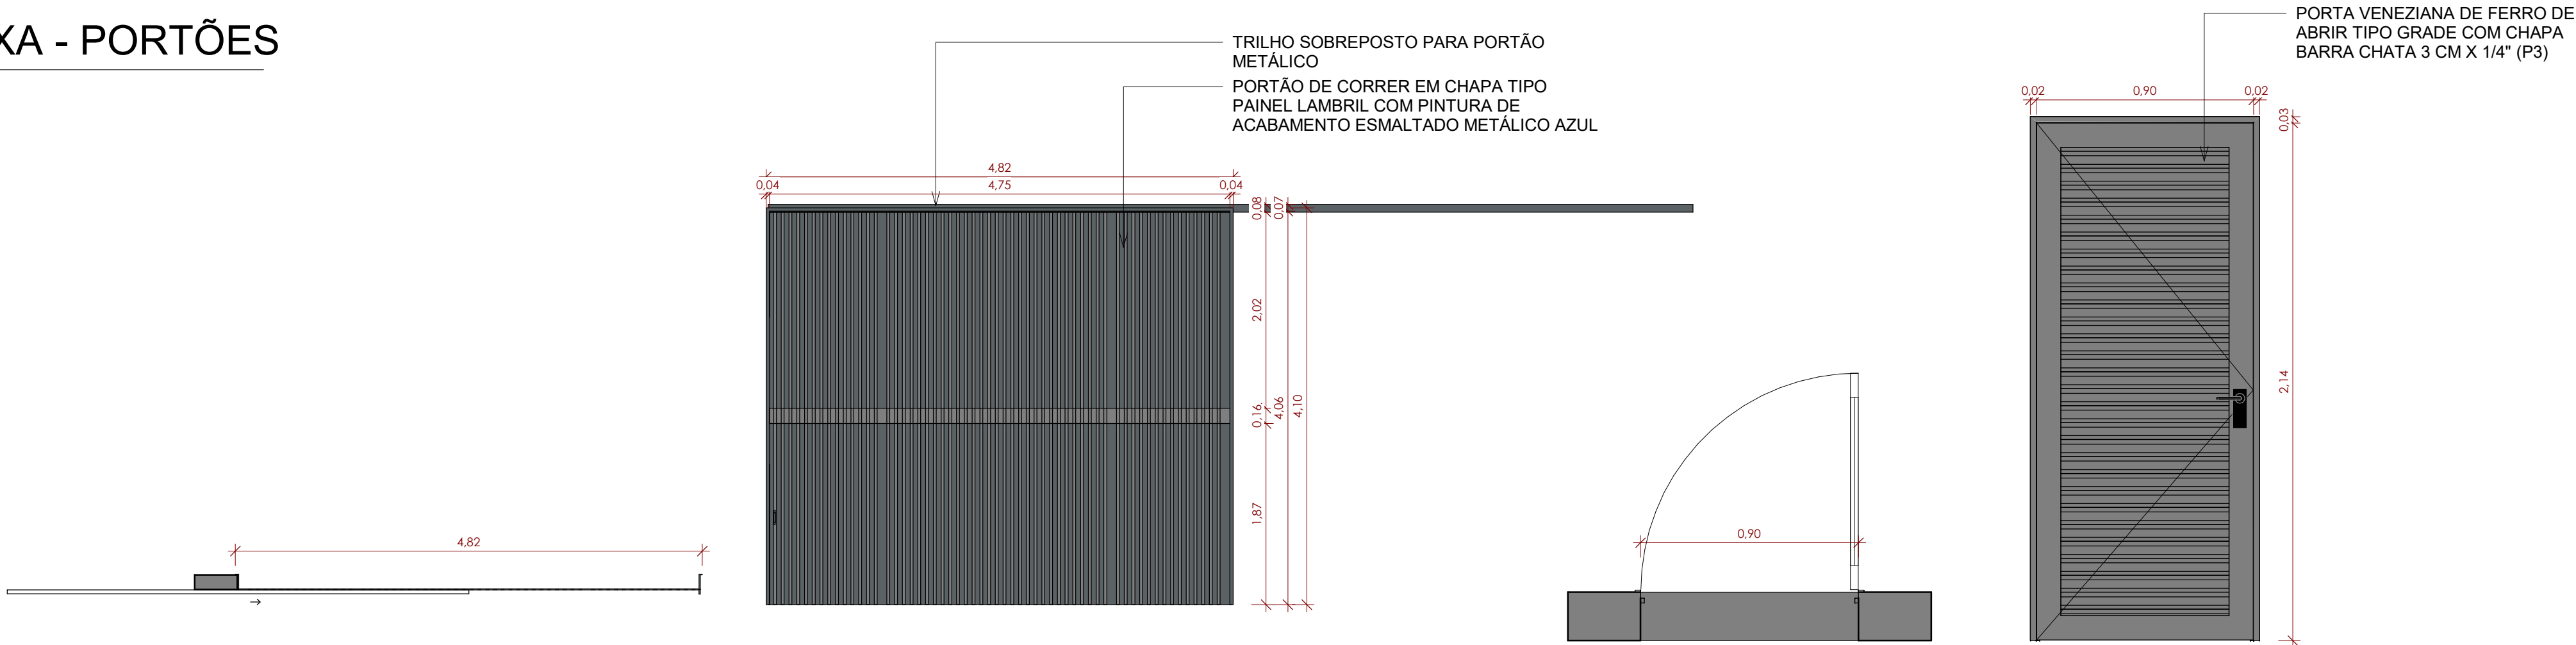 XA - PORTÕES
TRILHO SOBREPOSTO PARA PORTÃO
METÁLICO
PORTÃO DE CORRER EM CHAPA TIPO
PAINEL LAMBRIL COM PINTURA DE
ACABAMENTO ESMALTADO METÁLICO AZUL
PORTA VENEZIANA DE FERRO DE
ABRIR TIPO GRADE COM CHAPA
BARRA CHATA 3 CM X 1/4" (P3)
4,82
4,82
0,04
4,75
0,04
0,08
0,07
2,02
0,16
4,06
4,10
1,87
0,90
0,02
0,90
0,02
0,03
2,14